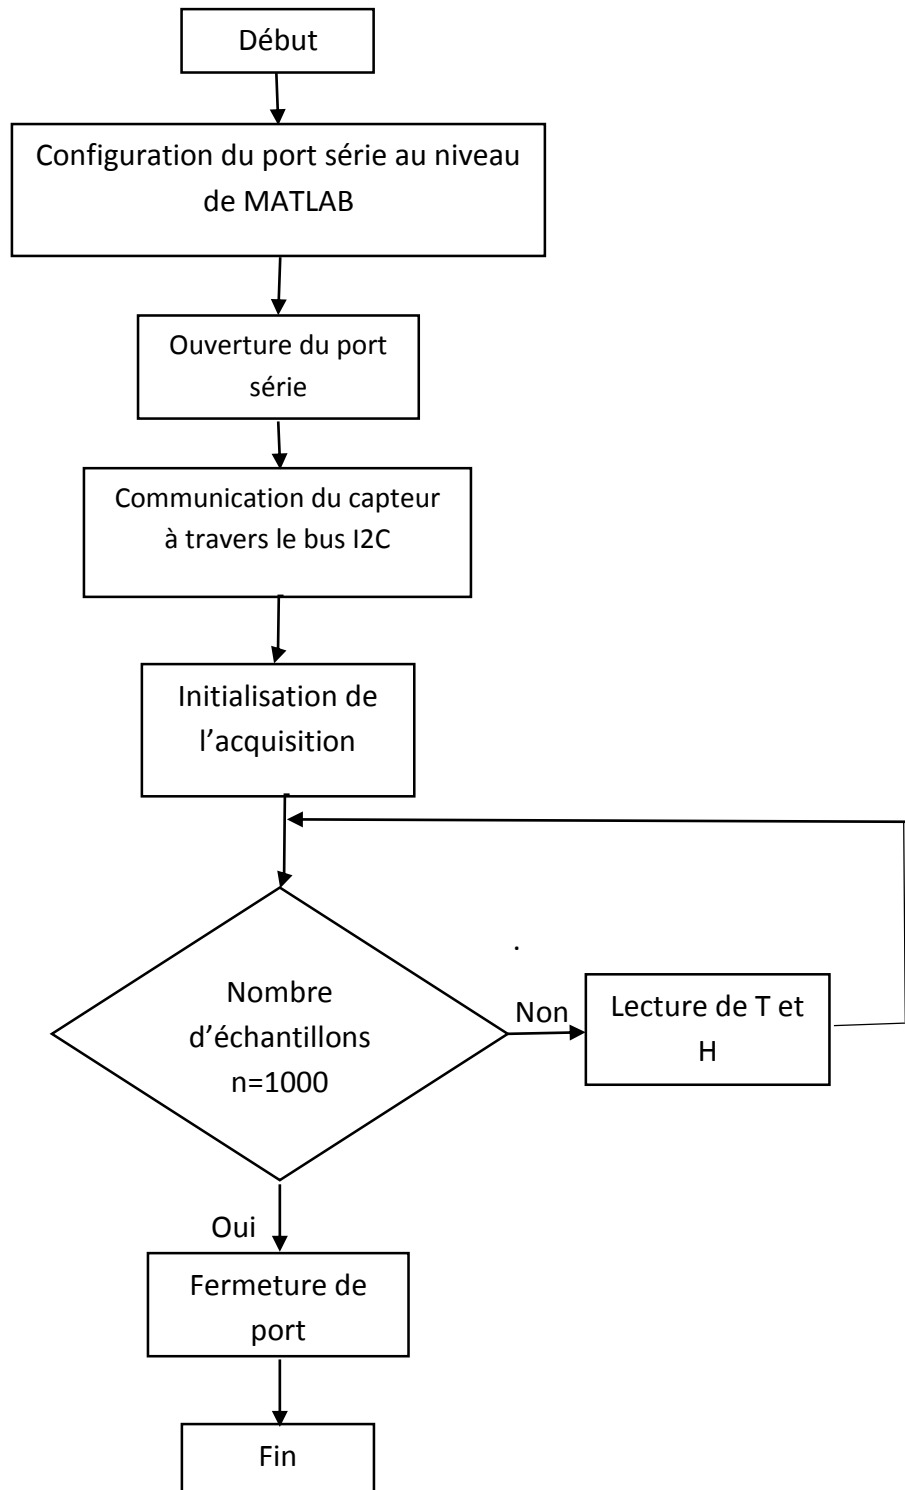 Début
Configuration du port série au niveau
de MATLAB
Ouverture du port
série
Communication du capteur
à travers le bus I2C
Initialisation de
l’acquisition
.
Nombre
d’échantillons
n=1000
Non
Lecture de T et
H
Oui
Fermeture de
port
Fin